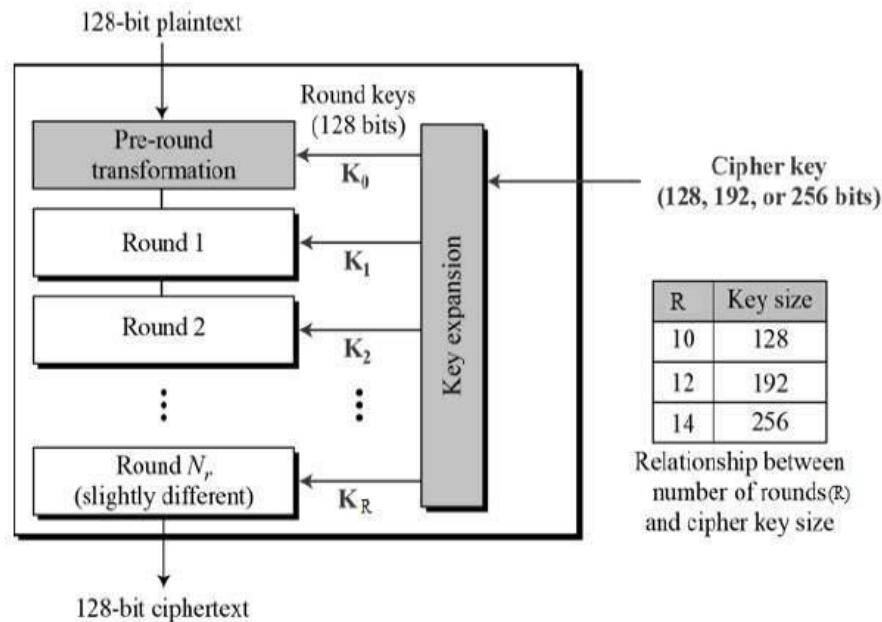 128-bit plaintext
Round keys
(128 bits)
Pre-round
transformation
K0
Cipher key
(128, 192, or 256 bits)
Round 1
K1
Round 2
K2
Key expansion
R Key size
10 128
12 192
14 256
Round Nr
(slightly different)
KR
Relationship between
number of rounds(R)
and cipher key size
128-bit ciphertext